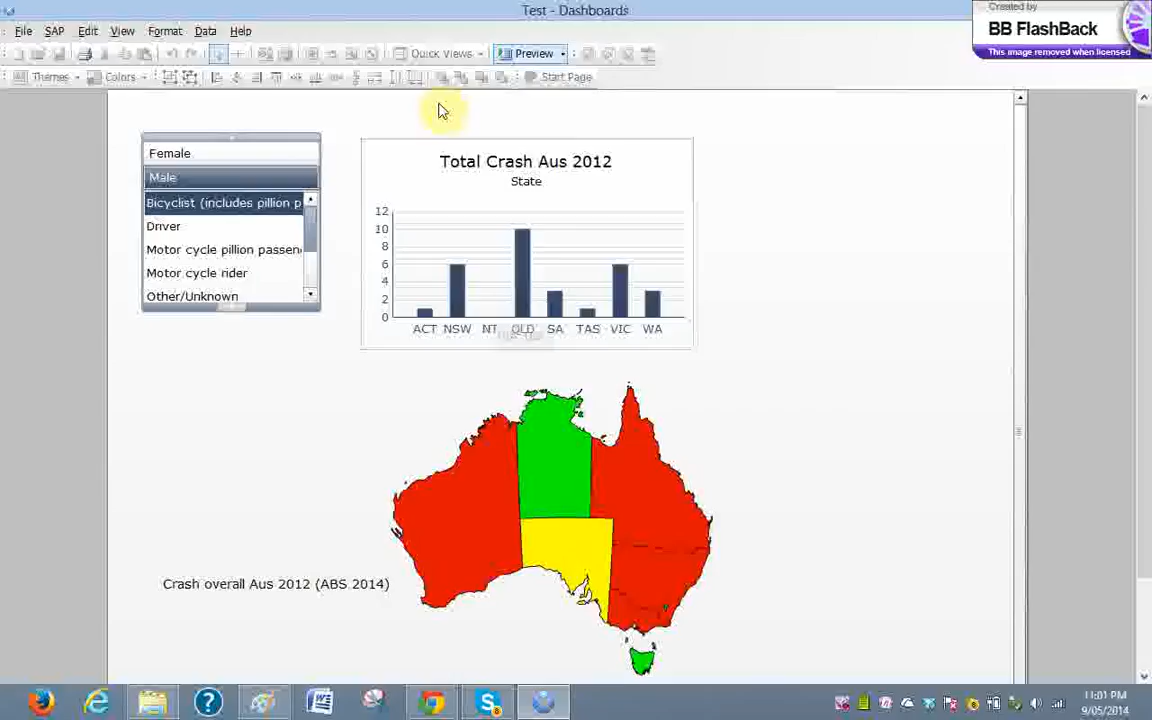 Test - Dashboards
Created by
BB FlashBack
This image removed when licensed
File SAP Edit View Format Data Help
Quick Views Preview
Themes Colors Start Page
Female
Male
Bicyclist (includes pillion p
Driver
Motor cycle pillion passen
Motor cycle rider
Other/Unknown
Total Crash Aus 2012
State
12
10
8
6
4
2
0
ACT NSW NT QLD SA TAS VIC WA
Crash overall Aus 2012 (ABS 2014)
11:01 PM
9/05/2014